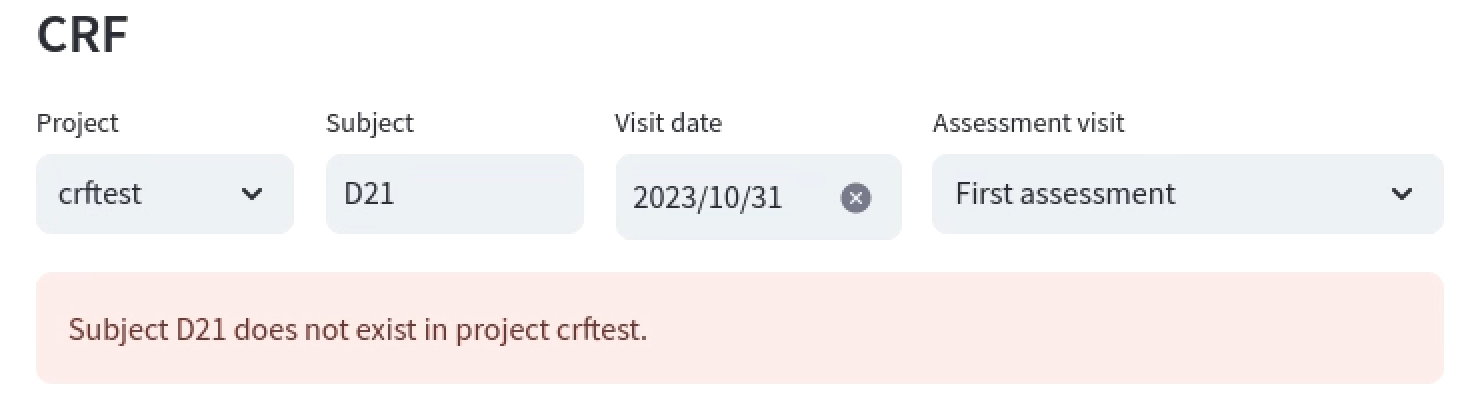 CRF
Project Subject Visit date Assessment visit
crftest D21 2023/10/31 First assessment
Subject D21 does not exist in project crftest.